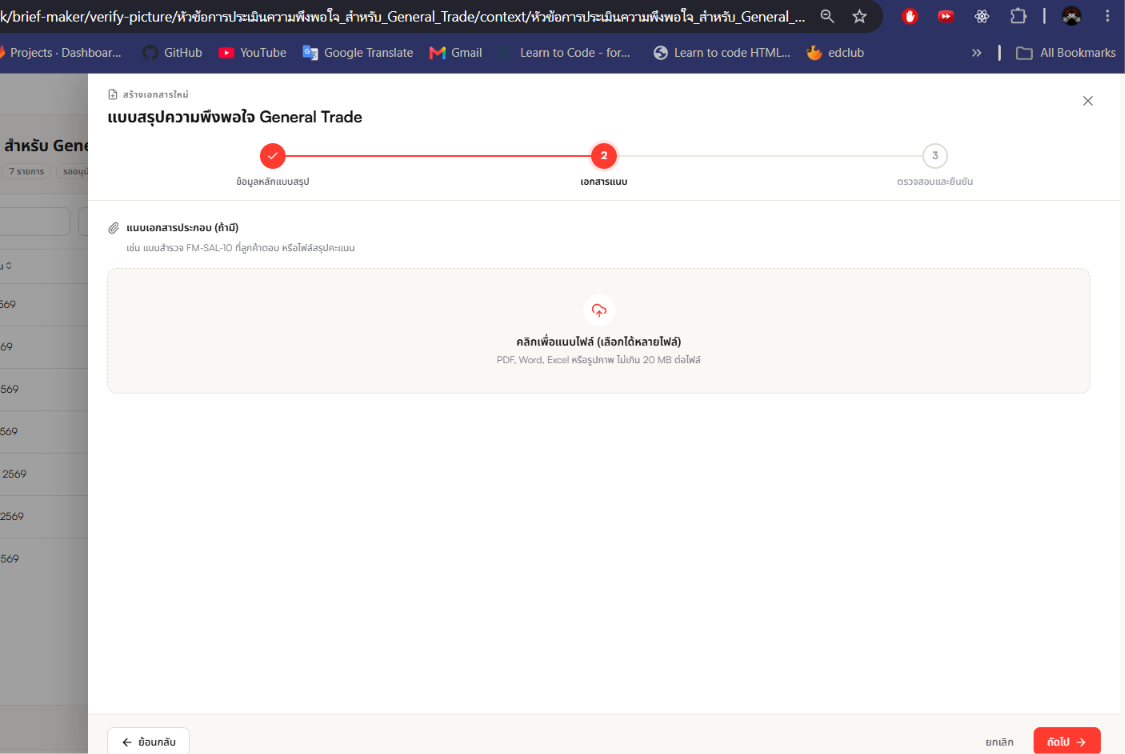 k/brief-maker/verify-picture/หัวข้อการประเมินความพึงพอใจ_สำหรับ_General_Trade/context/หัวข้อการประเมินความพึงพอใจ_สำหรับ_General_...
Projects - Dashboar... GitHub YouTube Google Translate Gmail Learn to Code - for... Learn to code HTML... edclub » All Bookmarks
สร้างเอกสารใหม่
แบบสรุปความพึงพอใจ General Trade
สำหรับ Gene
7 รายการ
2 3
ข้อมูลหลักแบบสรุป เอกสารแนบ ตรวจสอบและยืนยัน
แนบเอกสารประกอบ (ถ้ามี)
เช่น แบบสำรวจ FM-SAL-10 ที่ลูกค้าตอบ หรือไฟล์สรุปคะแนน
569
69
569
569
2569
2569
569
คลิกเพื่อแนบไฟล์ (เลือกได้หลายไฟล์)
PDF, Word, Excel หรือรูปภาพ ไม่เกิน 20 MB ต่อไฟล์
ย้อนกลับ ยกเลิก ถัดไป